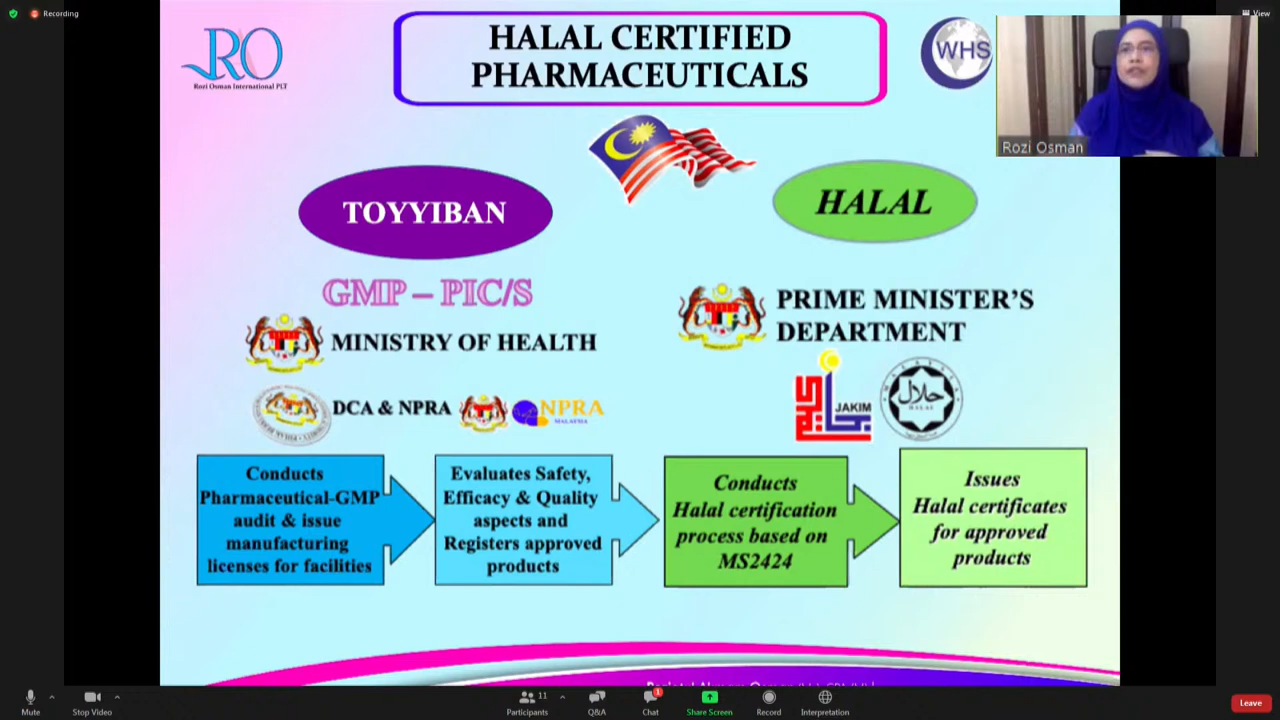 Recording
View
RO
Rozi Osman International PLT
HALAL CERTIFIED
PHARMACEUTICALS
WHS
Rozi Osman
TOYYIBAN
HALAL
GMP – PIC/S
MINISTRY OF HEALTH
PRIME MINISTER'S
DEPARTMENT
DCA & NPRA
NPRA
MALAYSIA
JAKIM
حلال
HALAL
Conducts
Pharmaceutical-GMP
audit & issue
manufacturing
licenses for facilities
Evaluates Safety,
Efficacy & Quality
aspects and
Registers approved
products
Conducts
Halal certification
process based on
MS2424
Issues
Halal certificates
for approved
products
Mute
Stop Video
11
Participants
Q&A
1
Chat
Share Screen
Record
Interpretation
Leave